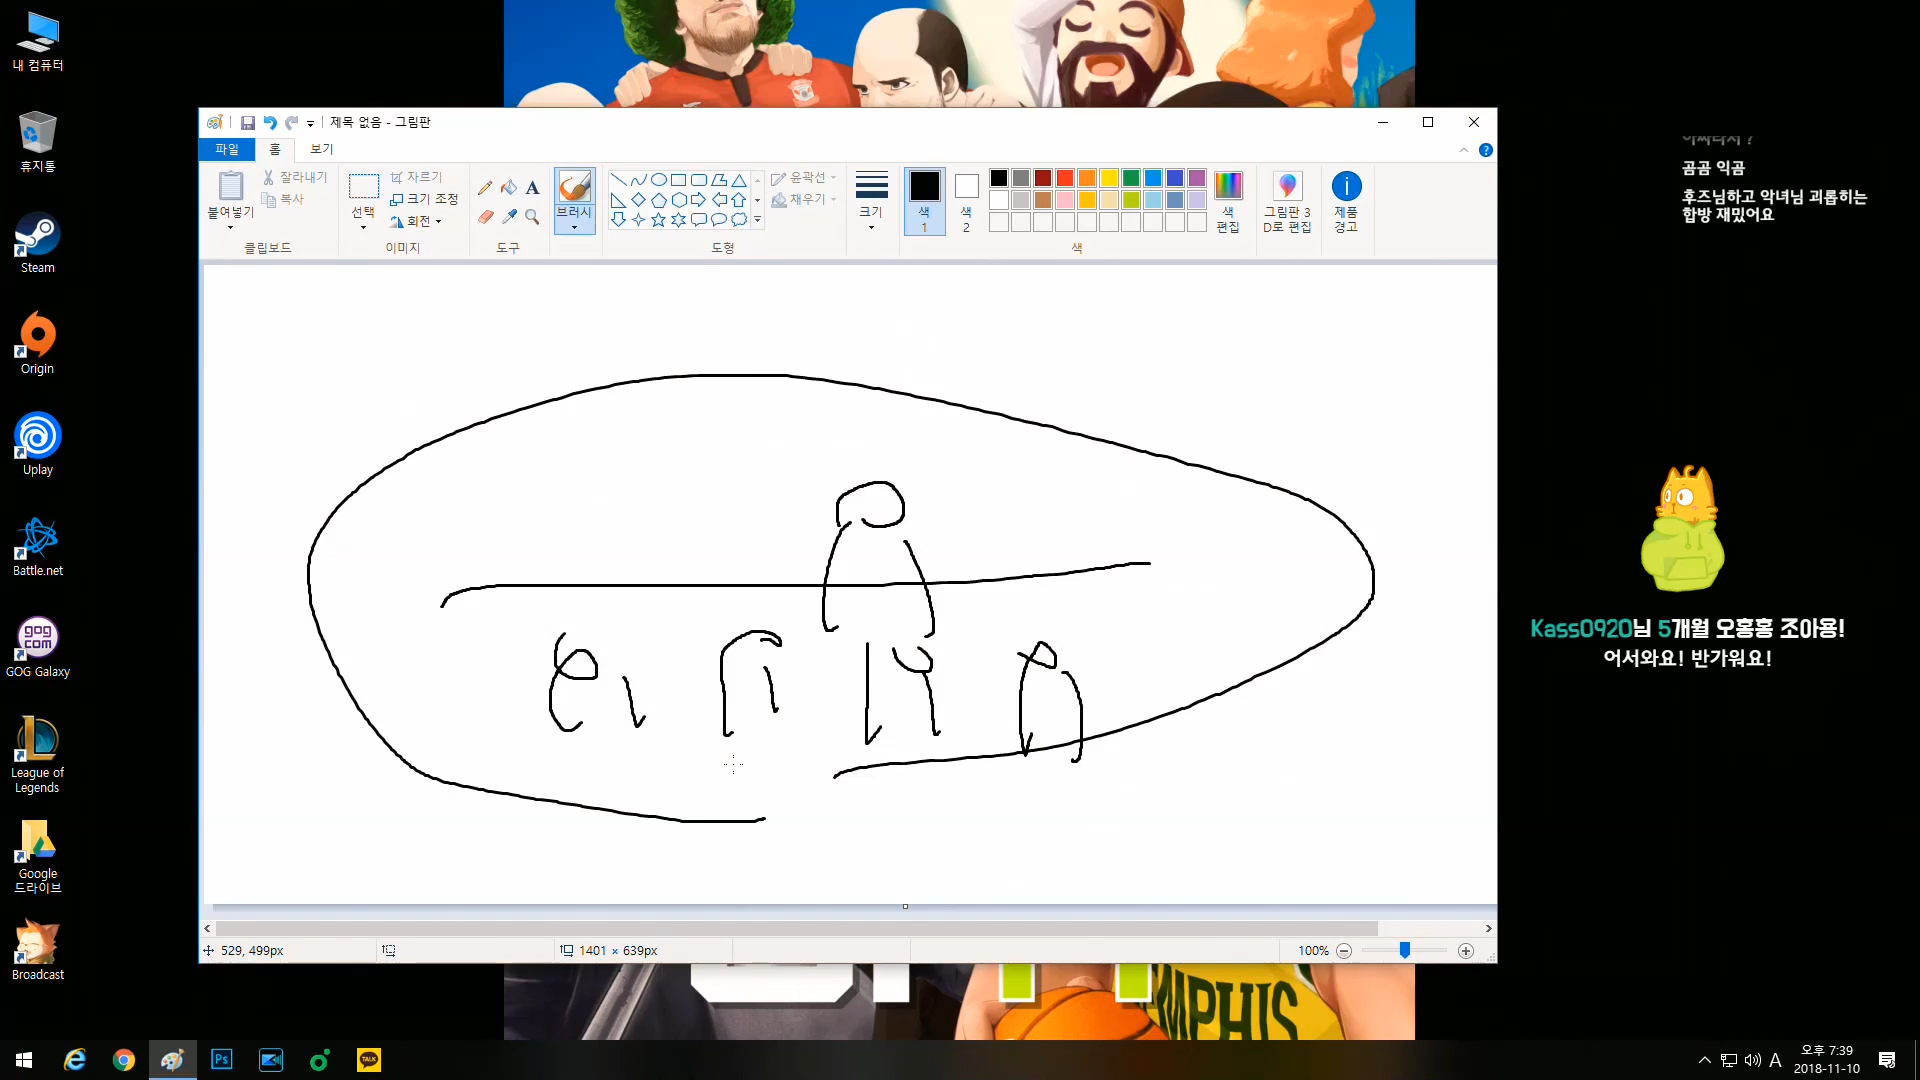 내 컴퓨터
휴지통
Steam
Origin
Uplay
Battle.net
GOG Galaxy
gog
com
League of
Legends
Google
드라이브
Broadcast
제목 없음 - 그림판
파일
홈
보기
붙여넣기
잘라내기
복사
클립보드
선택
자르기
크기 조정
회전
이미지
A
도구
브러시
도형
윤곽선
채우기
크기
색
1
색
2
색
편집
색
그림판 3
D로 편집
제품
경고
529, 499px
1401 × 639px
100%
곰곰 익곰
후즈님하고 악녀님 괴롭히는
합방 재밌어요
Kass0920님 5개월 오홍홍 조아용!
어서와요! 반가워요!
MPHIS
Ps
TALK
A
오후 7:39
2018-11-10